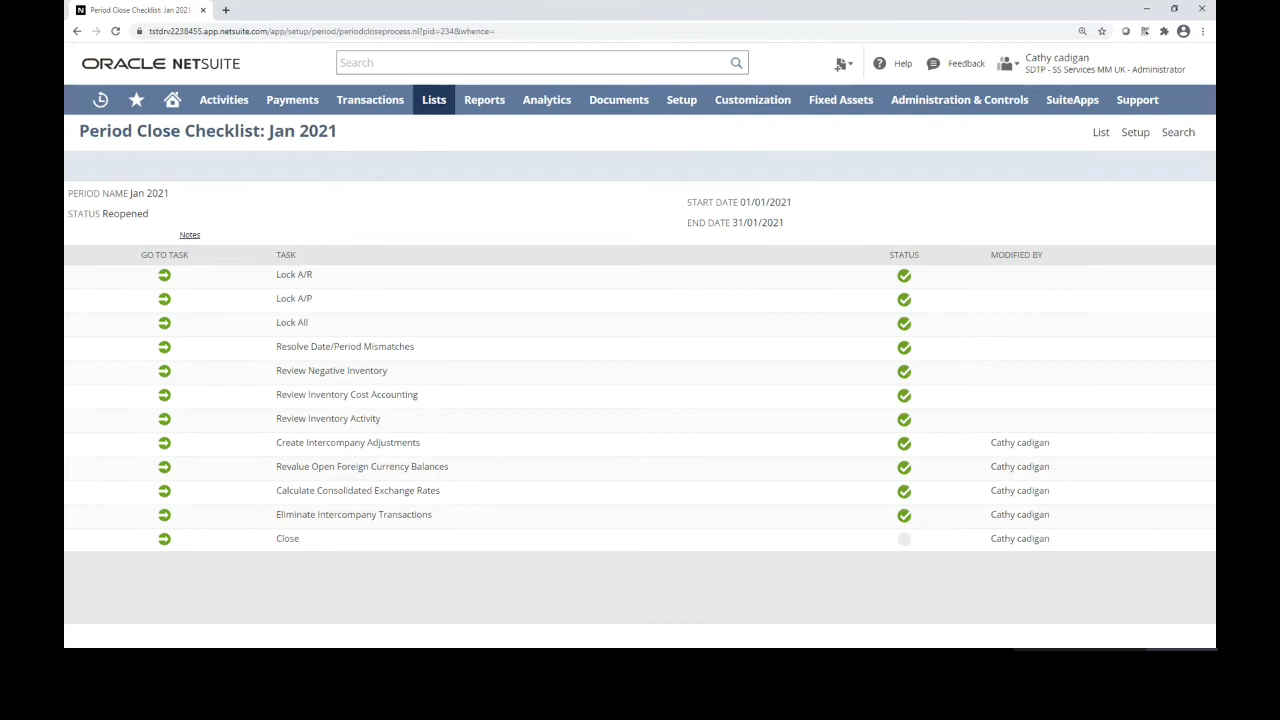 Period Close Checklist: Jan 2021
tstdrv2238455.app.netsuite.com/app/setup/period/periodcloseprocess.nl?pid=234&whence=
ORACLE NETSUITE
Search
Help
Feedback
Cathy cadigan
SDTP - SS Services MM UK - Administrator
Activities Payments Transactions Lists Reports Analytics Documents Setup Customization Fixed Assets Administration & Controls SuiteApps Support
Period Close Checklist: Jan 2021
List Setup Search
PERIOD NAME Jan 2021
STATUS Reopened
START DATE 01/01/2021
END DATE 31/01/2021
Notes
GO TO TASK TASK STATUS MODIFIED BY
Lock A/R
Lock A/P
Lock All
Resolve Date/Period Mismatches
Review Negative Inventory
Review Inventory Cost Accounting
Review Inventory Activity
Create Intercompany Adjustments Cathy cadigan
Revalue Open Foreign Currency Balances Cathy cadigan
Calculate Consolidated Exchange Rates Cathy cadigan
Eliminate Intercompany Transactions Cathy cadigan
Close Cathy cadigan